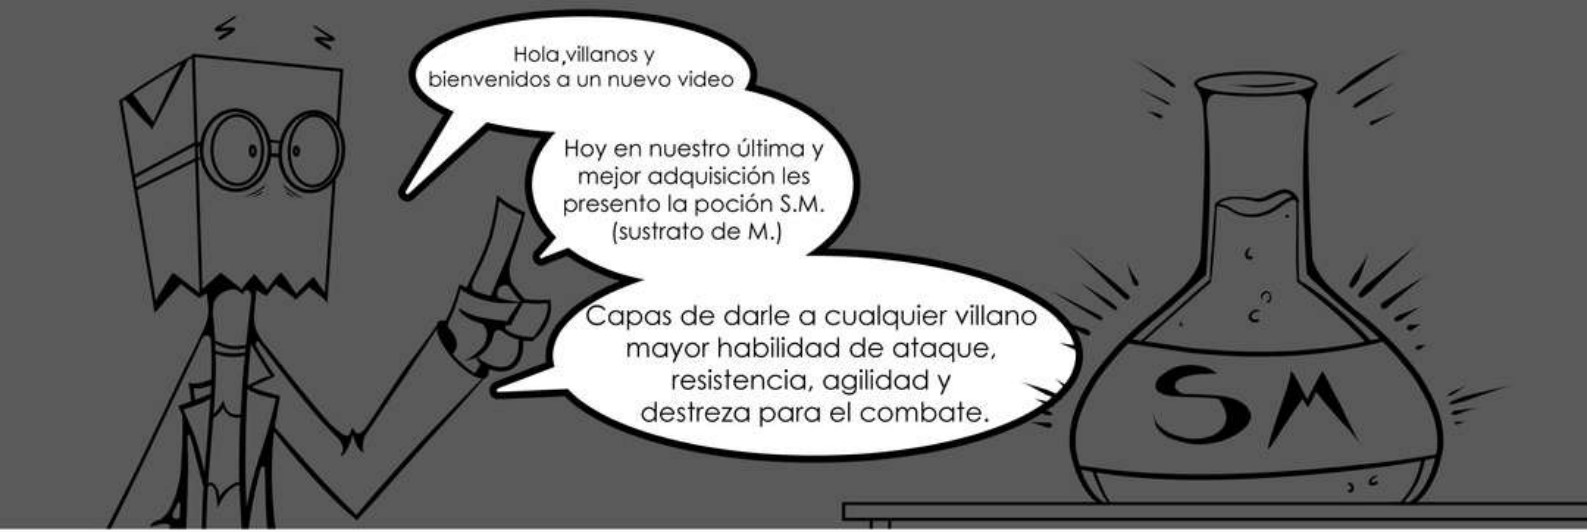 Hola,villanos y
bienvenidos a un nuevo video
Hoy en nuestro última y
mejor adquisición les
presento la poción S.M.
(sustrato de M.)
Capas de darle a cualquier villano
mayor habilidad de ataque,
resistencia, agilidad y
destreza para el combate.
SM